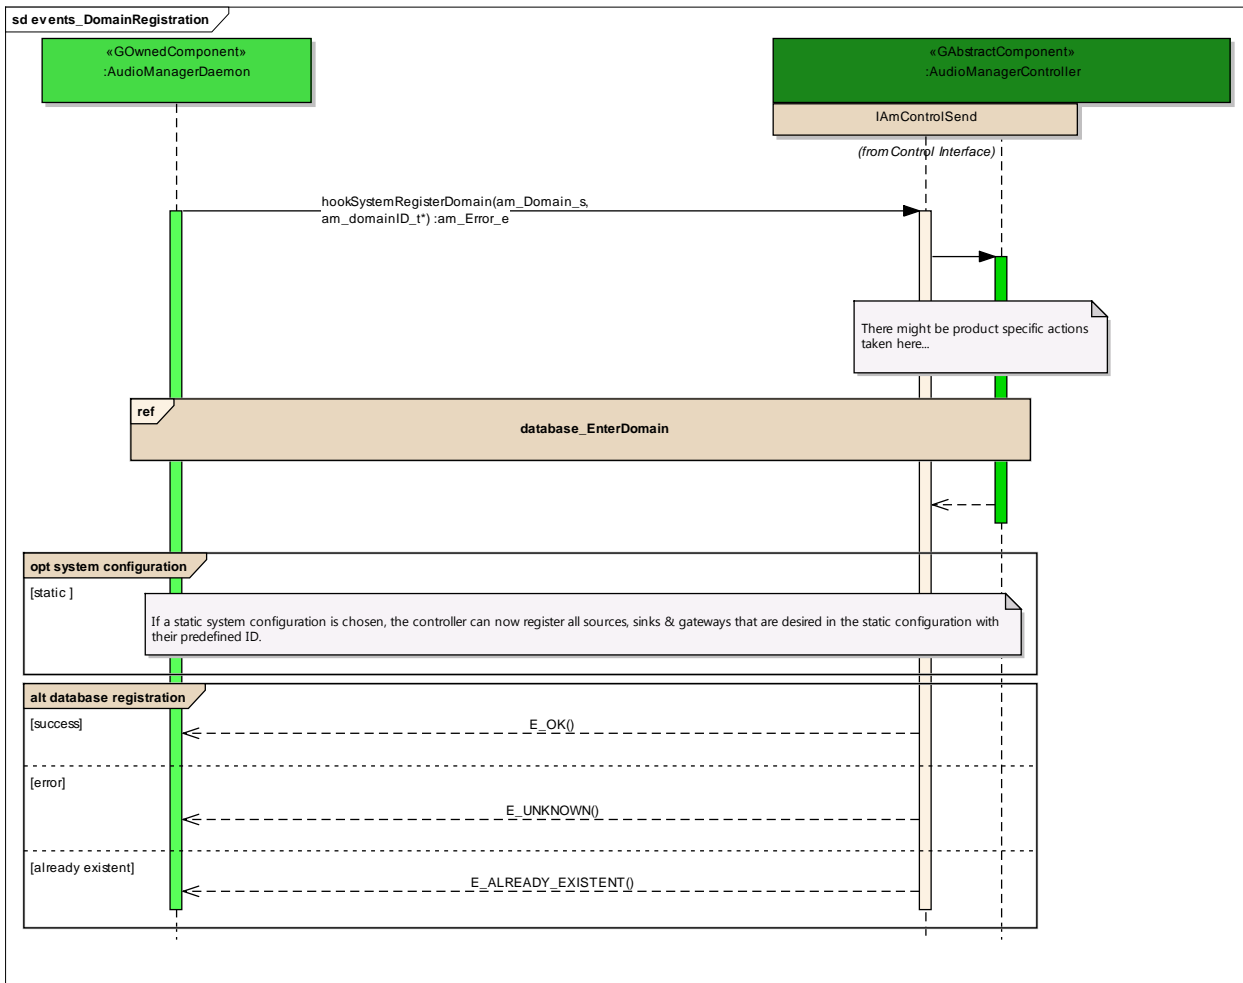 sd events_DomainRegistration
«GOwnedComponent»
:AudioManagerDaemon
«GAbstractComponent»
:AudioManagerController
IAmControlSend
(from Control Interface)
hookSystemRegisterDomain(am_Domain_s,
am_domainID_t*) :am_Error_e
There might be product specific actions
taken here...
ref
database_EnterDomain
opt system configuration
[static ]
If a static system configuration is chosen, the controller can now register all sources, sinks & gateways that are desired in the static configuration with
their predefined ID.
alt database registration
[success]
E_OK()
[error]
E_UNKNOWN()
[already existent]
E_ALREADY_EXISTENT()